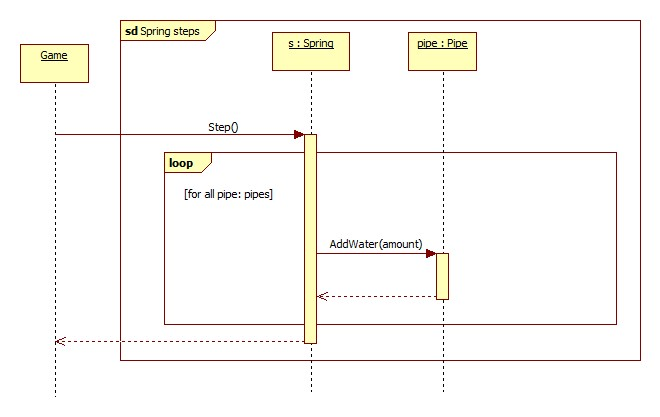 sd Spring steps
Game
s : Spring
pipe : Pipe
Step()
loop
[for all pipe: pipes]
AddWater(amount)